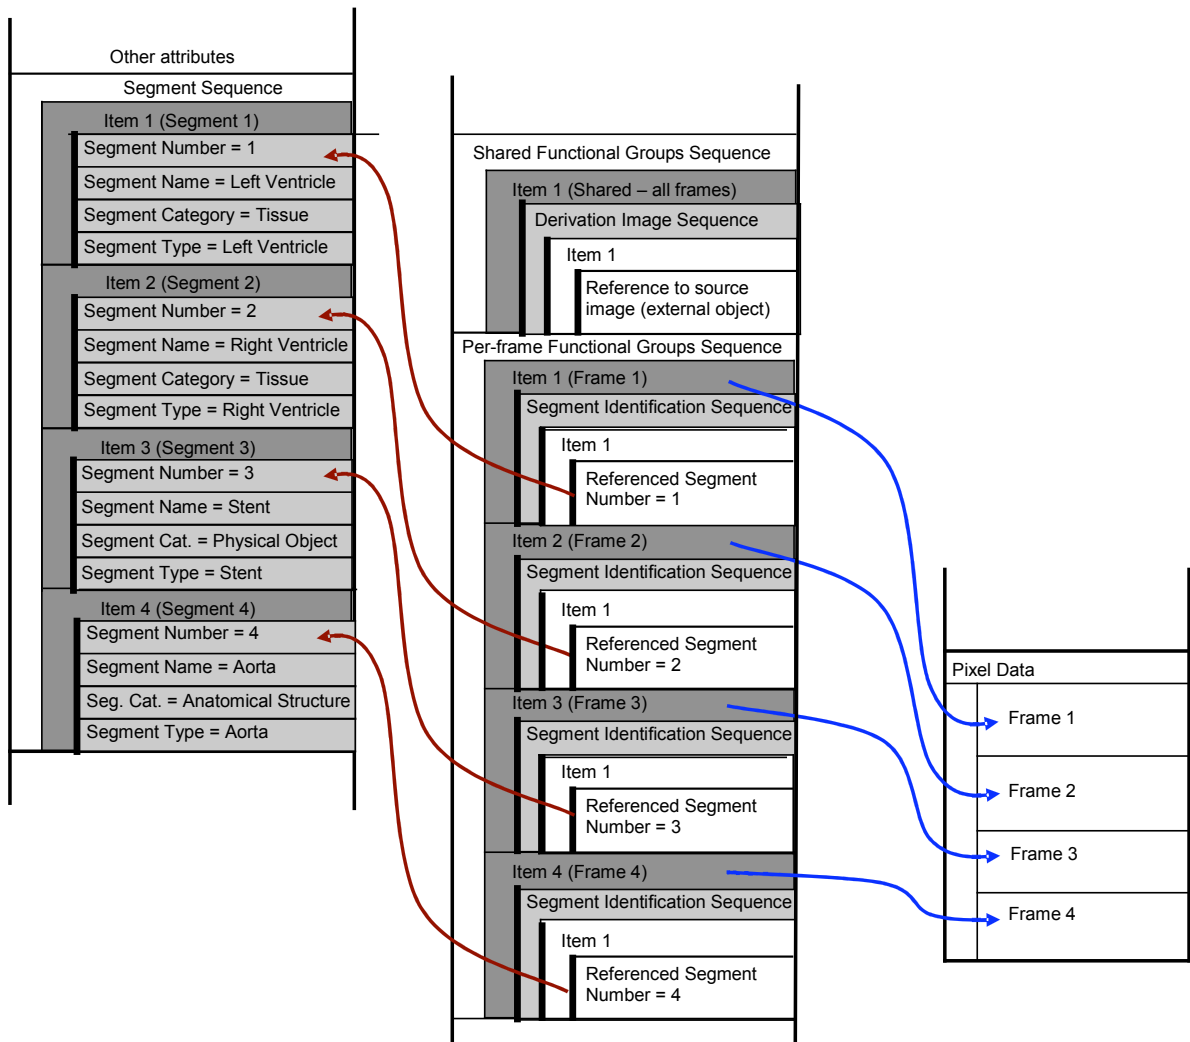 Other attributes
Segment Sequence
Item 1 (Segment 1)
Segment Number = 1
Segment Name = Left Ventricle
Segment Category = Tissue
Segment Type = Left Ventricle
Item 2 (Segment 2)
Segment Number = 2
Segment Name = Right Ventricle
Segment Category = Tissue
Segment Type = Right Ventricle
Item 3 (Segment 3)
Segment Number = 3
Segment Name = Stent
Segment Cat. = Physical Object
Segment Type = Stent
Item 4 (Segment 4)
Segment Number = 4
Segment Name = Aorta
Seg. Cat. = Anatomical Structure
Segment Type = Aorta
Shared Functional Groups Sequence
Item 1 (Shared – all frames)
Derivation Image Sequence
Item 1
Reference to source
image (external object)
Per-frame Functional Groups Sequence
Item 1 (Frame 1)
Segment Identification Sequence
Item 1
Referenced Segment
Number = 1
Item 2 (Frame 2)
Segment Identification Sequence
Item 1
Referenced Segment
Number = 2
Item 3 (Frame 3)
Segment Identification Sequence
Item 1
Referenced Segment
Number = 3
Item 4 (Frame 4)
Segment Identification Sequence
Item 1
Referenced Segment
Number = 4
Pixel Data
Frame 1
Frame 2
Frame 3
Frame 4